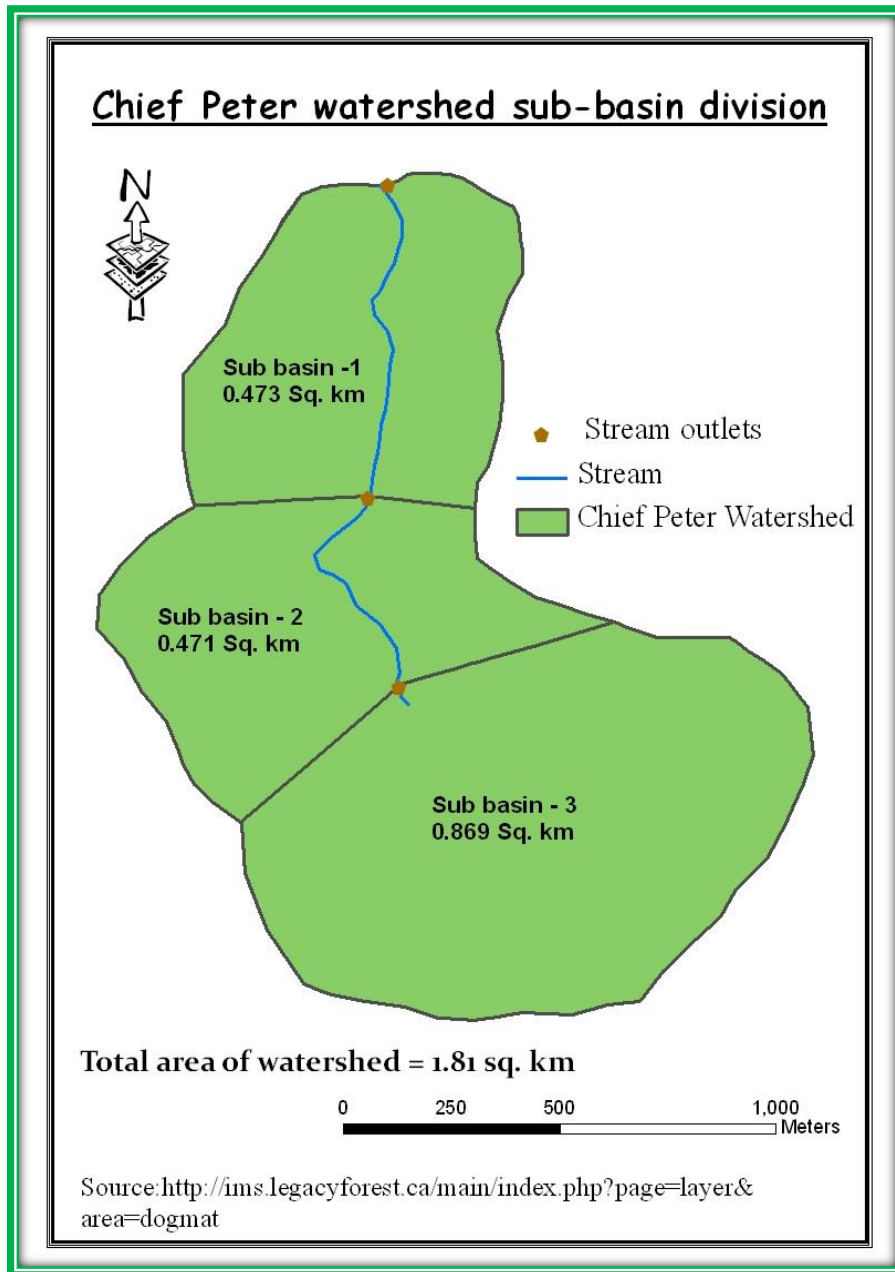 Chief Peter watershed sub-basin division
N
Sub basin -1
0.473 Sq. km
Stream outlets
Stream
Chief Peter Watershed
Sub basin - 2
0.471 Sq. km
Sub basin - 3
0.869 Sq. km
Total area of watershed = 1.81 sq. km
0 250 500 1,000
Meters
Source:http://ims.legacyforest.ca/main/index.php?page=layer&
area=dogmat